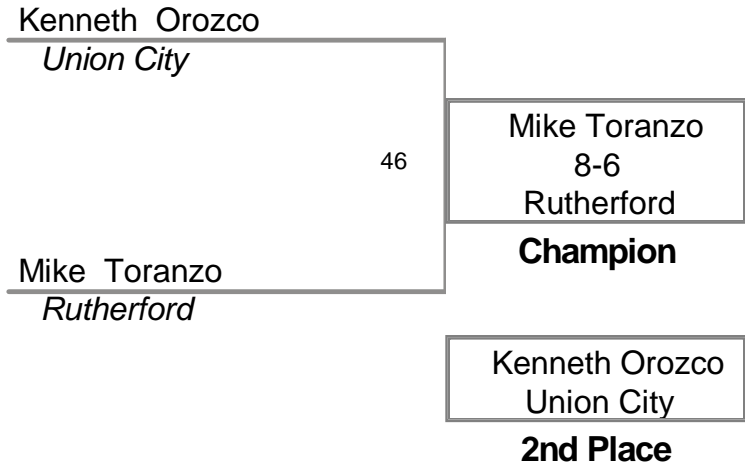 Kenneth Orozco
Union City
46
Mike Toranzo
8-6
Rutherford
Champion
Mike Toranzo
Rutherford
Kenneth Orozco
Union City
2nd Place